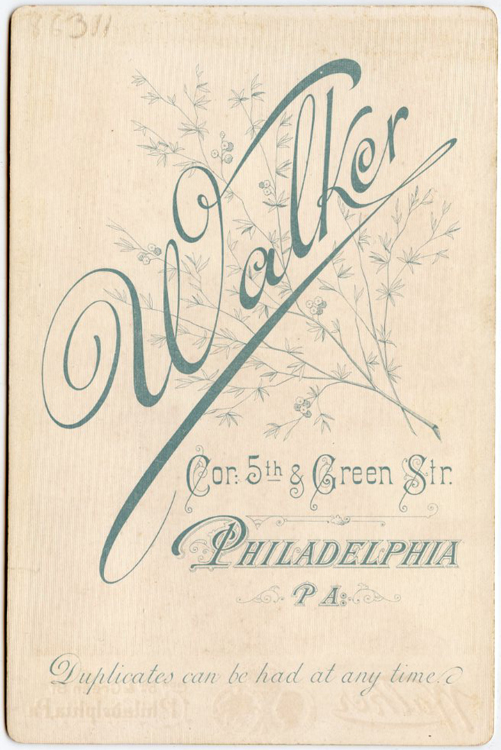 86311
Walker
Cor: 5th & Green Str.
PHILADELPHIA
PA:
Duplicates can be had at any time.